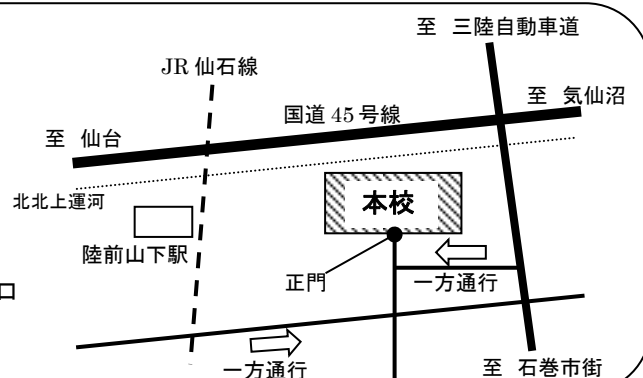 至 三陸自動車道
JR 仙石線
国道 45 号線
至 気仙沼
至 仙台
北北上運河
本校
陸前山下駅
正門
一方通行
口
一方通行
至 石巻市街